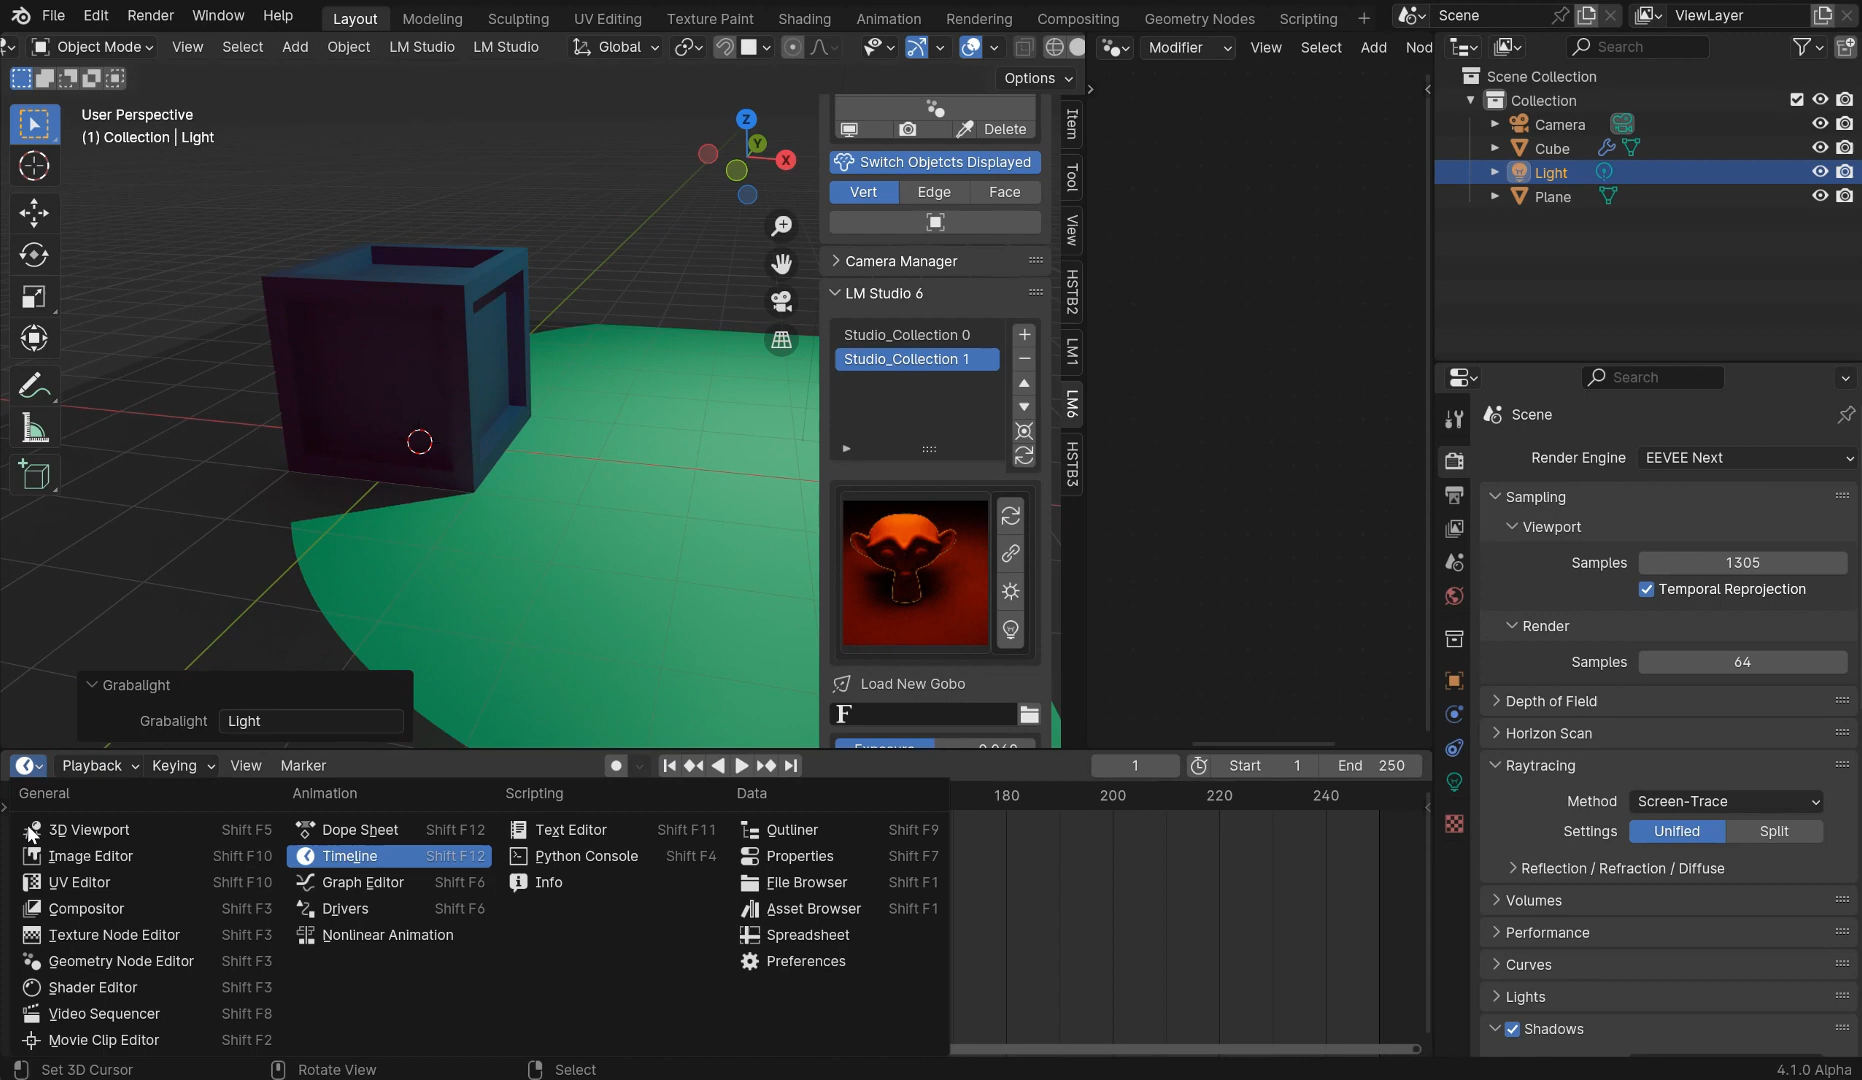 File Edit Render Window Help Layout Modeling Sculpting UV Editing Texture Paint Shading Animation Rendering Compositing Geometry Nodes Scripting + Scene ViewLayer
Object Mode View Select Add Object LM Studio LM Studio Global Modifier View Select Add Nod Search
Options
User Perspective
(1) Collection | Light
Z
Y
X
Delete
Switch Objetcts Displayed
Vert Edge Face
Camera Manager
LM Studio 6
Studio_Collection 0
Studio_Collection 1
Load New Gobo
F
Item
Tool
View
HSTB2
LM1
LM6
HSTB3
Grabalight
Grabalight Light
Scene Collection
Collection
Camera
Cube
Light
Plane
Search
Scene
Render Engine EEVEE Next
Sampling
Viewport
Samples 1305
Temporal Reprojection
Render
Samples 64
Depth of Field
Horizon Scan
Raytracing
Method Screen-Trace
Settings Unified Split
Reflection / Refraction / Diffuse
Volumes
Performance
Curves
Lights
Shadows
Playback Keying View Marker 1 Start 1 End 250
180 200 220 240
General Animation Scripting Data
3D Viewport Shift F5 Dope Sheet Shift F12 Text Editor Shift F11 Outliner Shift F9
Image Editor Shift F10 Timeline Shift F12 Python Console Shift F4 Properties Shift F7
UV Editor Shift F10 Graph Editor Shift F6 Info File Browser Shift F1
Compositor Shift F3 Drivers Shift F6 Asset Browser Shift F1
Texture Node Editor Shift F3 Nonlinear Animation Spreadsheet
Geometry Node Editor Shift F3 Preferences
Shader Editor Shift F3
Video Sequencer Shift F8
Movie Clip Editor Shift F2
Set 3D Cursor Rotate View Select 4.1.0 Alpha